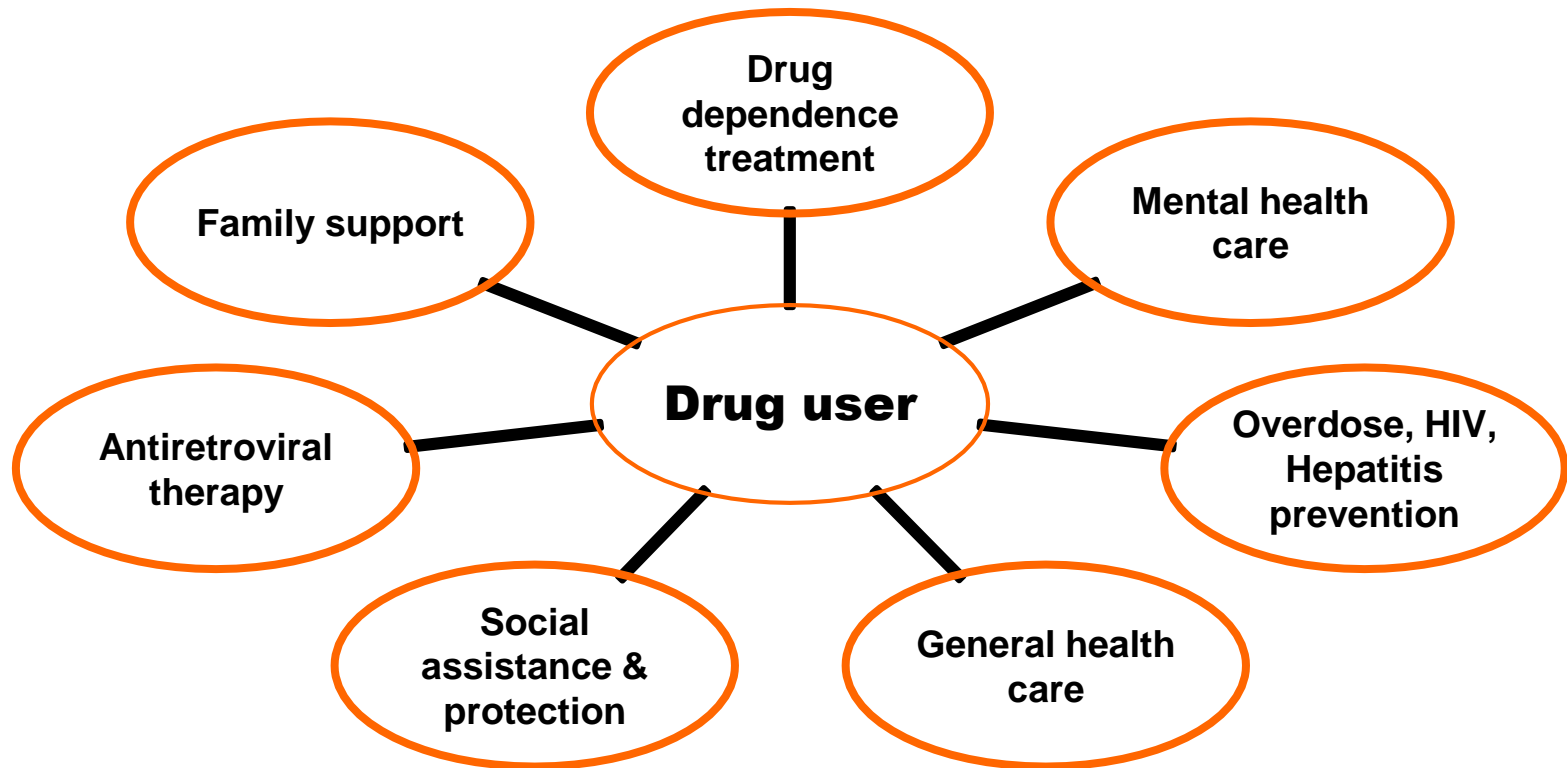 Drug
dependence
treatment
Family support
Mental health
care
Drug user
Antiretroviral
therapy
Overdose, HIV,
Hepatitis
prevention
Social
assistance &
protection
General health
care